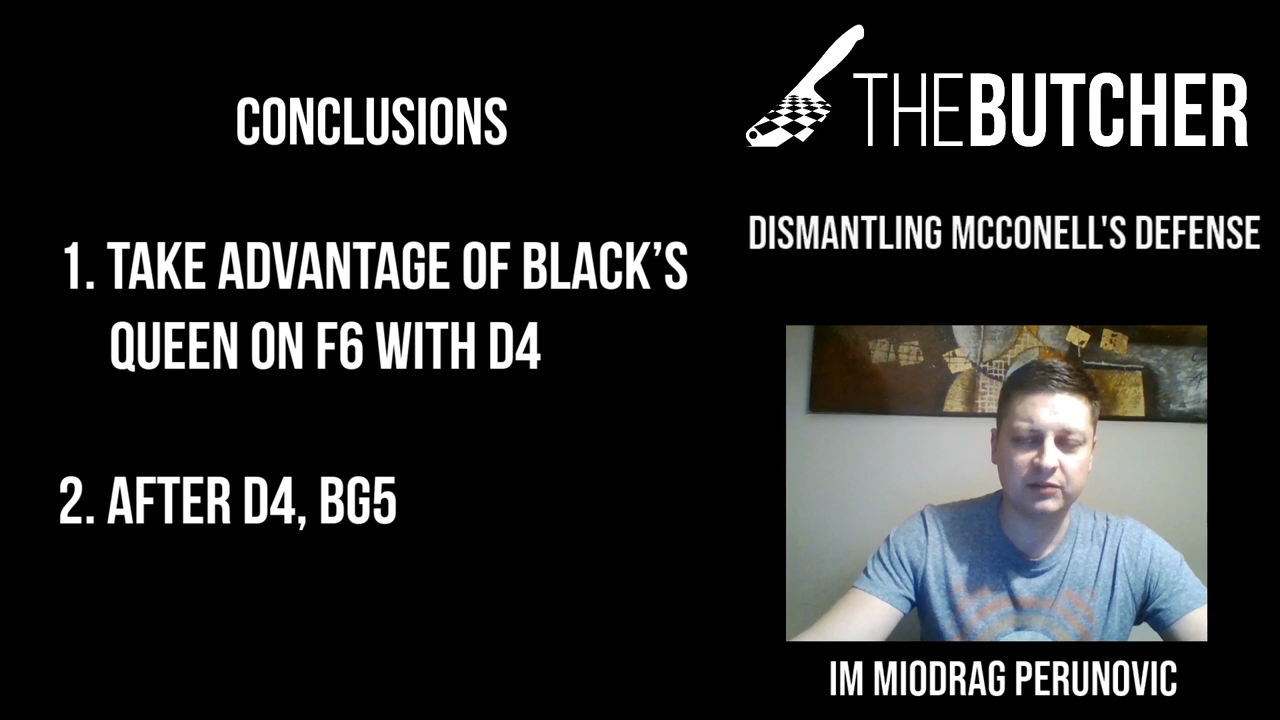 CONCLUSIONS
1. TAKE ADVANTAGE OF BLACK’S
QUEEN ON F6 WITH D4
2. AFTER D4, BG5
THEBUTCHER
DISMANTLING MCCONELL'S DEFENSE
IM MIODRAG PERUNOVIC